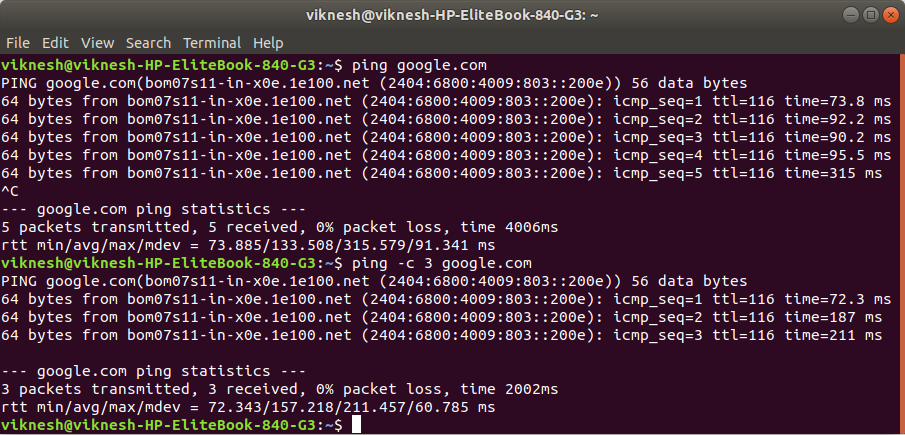 viknesh@viknesh-HP-EliteBook-840-G3: ~
File Edit View Search Terminal Help
viknesh@viknesh-HP-EliteBook-840-G3:~$ ping google.com
PING google.com(bom07s11-in-x0e.1e100.net (2404:6800:4009:803::200e)) 56 data bytes
64 bytes from bom07s11-in-x0e.1e100.net (2404:6800:4009:803::200e): icmp_seq=1 ttl=116 time=73.8 ms
64 bytes from bom07s11-in-x0e.1e100.net (2404:6800:4009:803::200e): icmp_seq=2 ttl=116 time=92.2 ms
64 bytes from bom07s11-in-x0e.1e100.net (2404:6800:4009:803::200e): icmp_seq=3 ttl=116 time=90.2 ms
64 bytes from bom07s11-in-x0e.1e100.net (2404:6800:4009:803::200e): icmp_seq=4 ttl=116 time=95.5 ms
64 bytes from bom07s11-in-x0e.1e100.net (2404:6800:4009:803::200e): icmp_seq=5 ttl=116 time=315 ms
^C
--- google.com ping statistics ---
5 packets transmitted, 5 received, 0% packet loss, time 4006ms
rtt min/avg/max/mdev = 73.885/133.508/315.579/91.341 ms
viknesh@viknesh-HP-EliteBook-840-G3:~$ ping -c 3 google.com
PING google.com(bom07s11-in-x0e.1e100.net (2404:6800:4009:803::200e)) 56 data bytes
64 bytes from bom07s11-in-x0e.1e100.net (2404:6800:4009:803::200e): icmp_seq=1 ttl=116 time=72.3 ms
64 bytes from bom07s11-in-x0e.1e100.net (2404:6800:4009:803::200e): icmp_seq=2 ttl=116 time=187 ms
64 bytes from bom07s11-in-x0e.1e100.net (2404:6800:4009:803::200e): icmp_seq=3 ttl=116 time=211 ms
--- google.com ping statistics ---
3 packets transmitted, 3 received, 0% packet loss, time 2002ms
rtt min/avg/max/mdev = 72.343/157.218/211.457/60.785 ms
viknesh@viknesh-HP-EliteBook-840-G3:~$